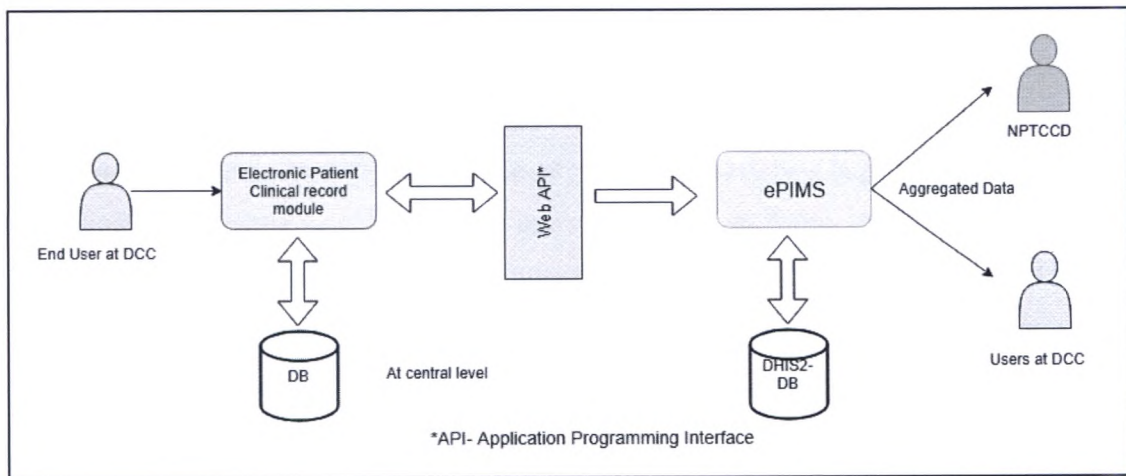 End User at DCC
Electronic Patient
Clinical record
module
DB
At central level
Web API*
ePIMS
DHIS2-
DB
Aggregated Data
NPTCCD
Users at DCC
*API- Application Programming Interface